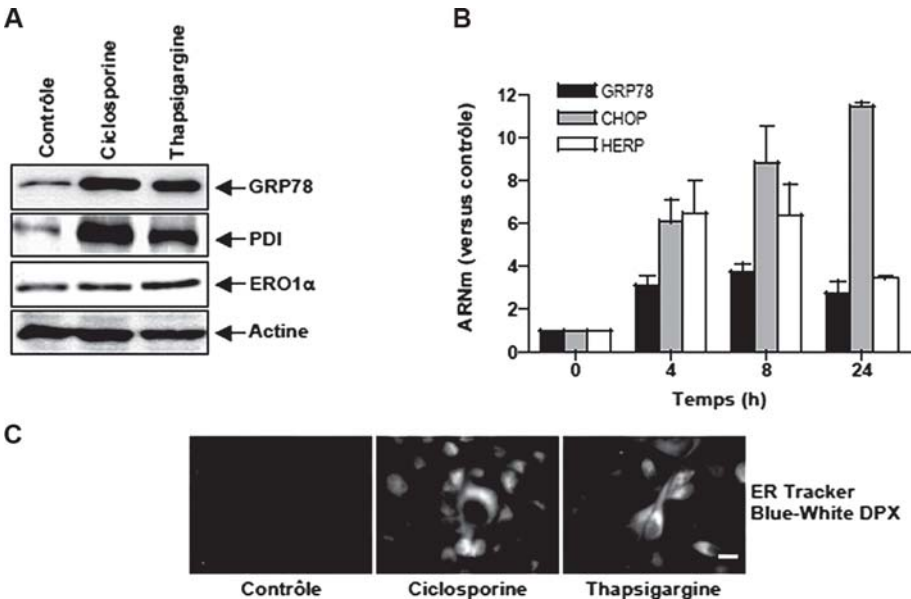 A
Contrôle
Ciclosporine
Thapsigargine
GRP78
PDI
ERO1α
Actine
B
ARNm (versus contrôle)
12
10
8
6
4
2
0
GRP78
CHOP
HERP
0 4 8 24
Temps (h)
C
ER Tracker
Blue-White DPX
Contrôle Ciclosporine Thapsigargine